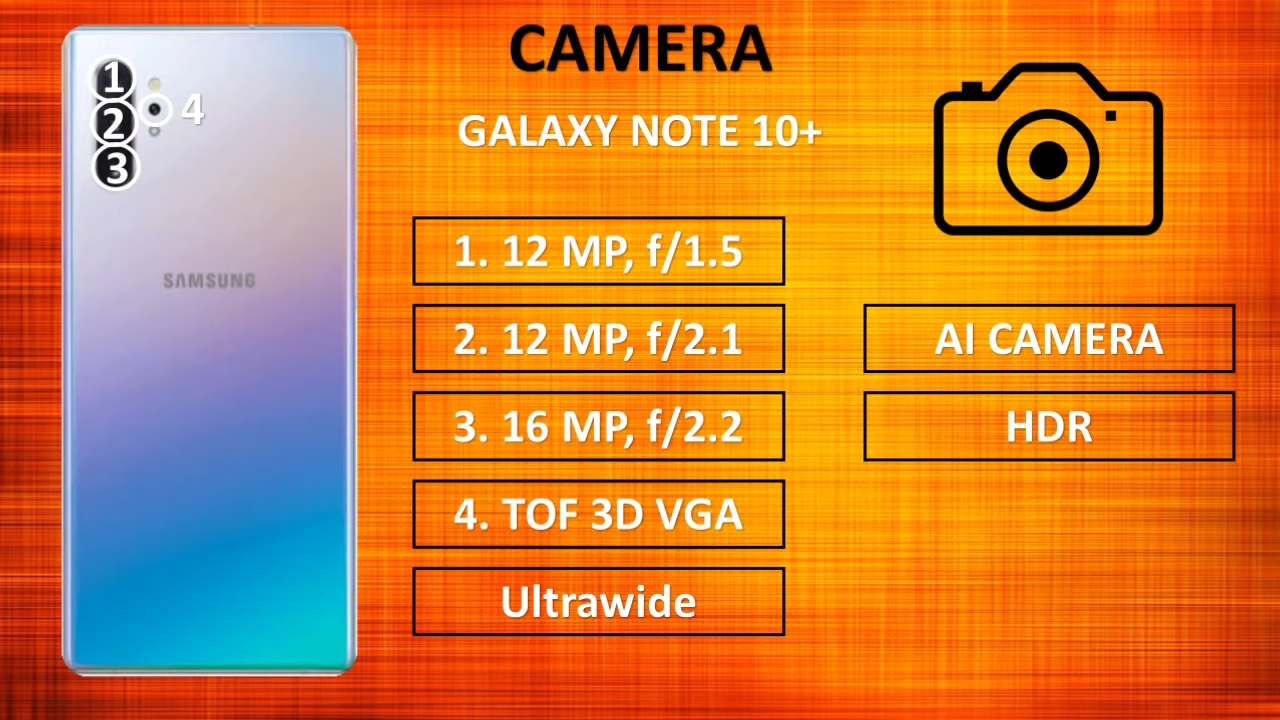 CAMERA
GALAXY NOTE 10+
1
2
3
4
SAMSUNG
1. 12 MP, f/1.5
2. 12 MP, f/2.1
3. 16 MP, f/2.2
4. TOF 3D VGA
Ultrawide
AI CAMERA
HDR